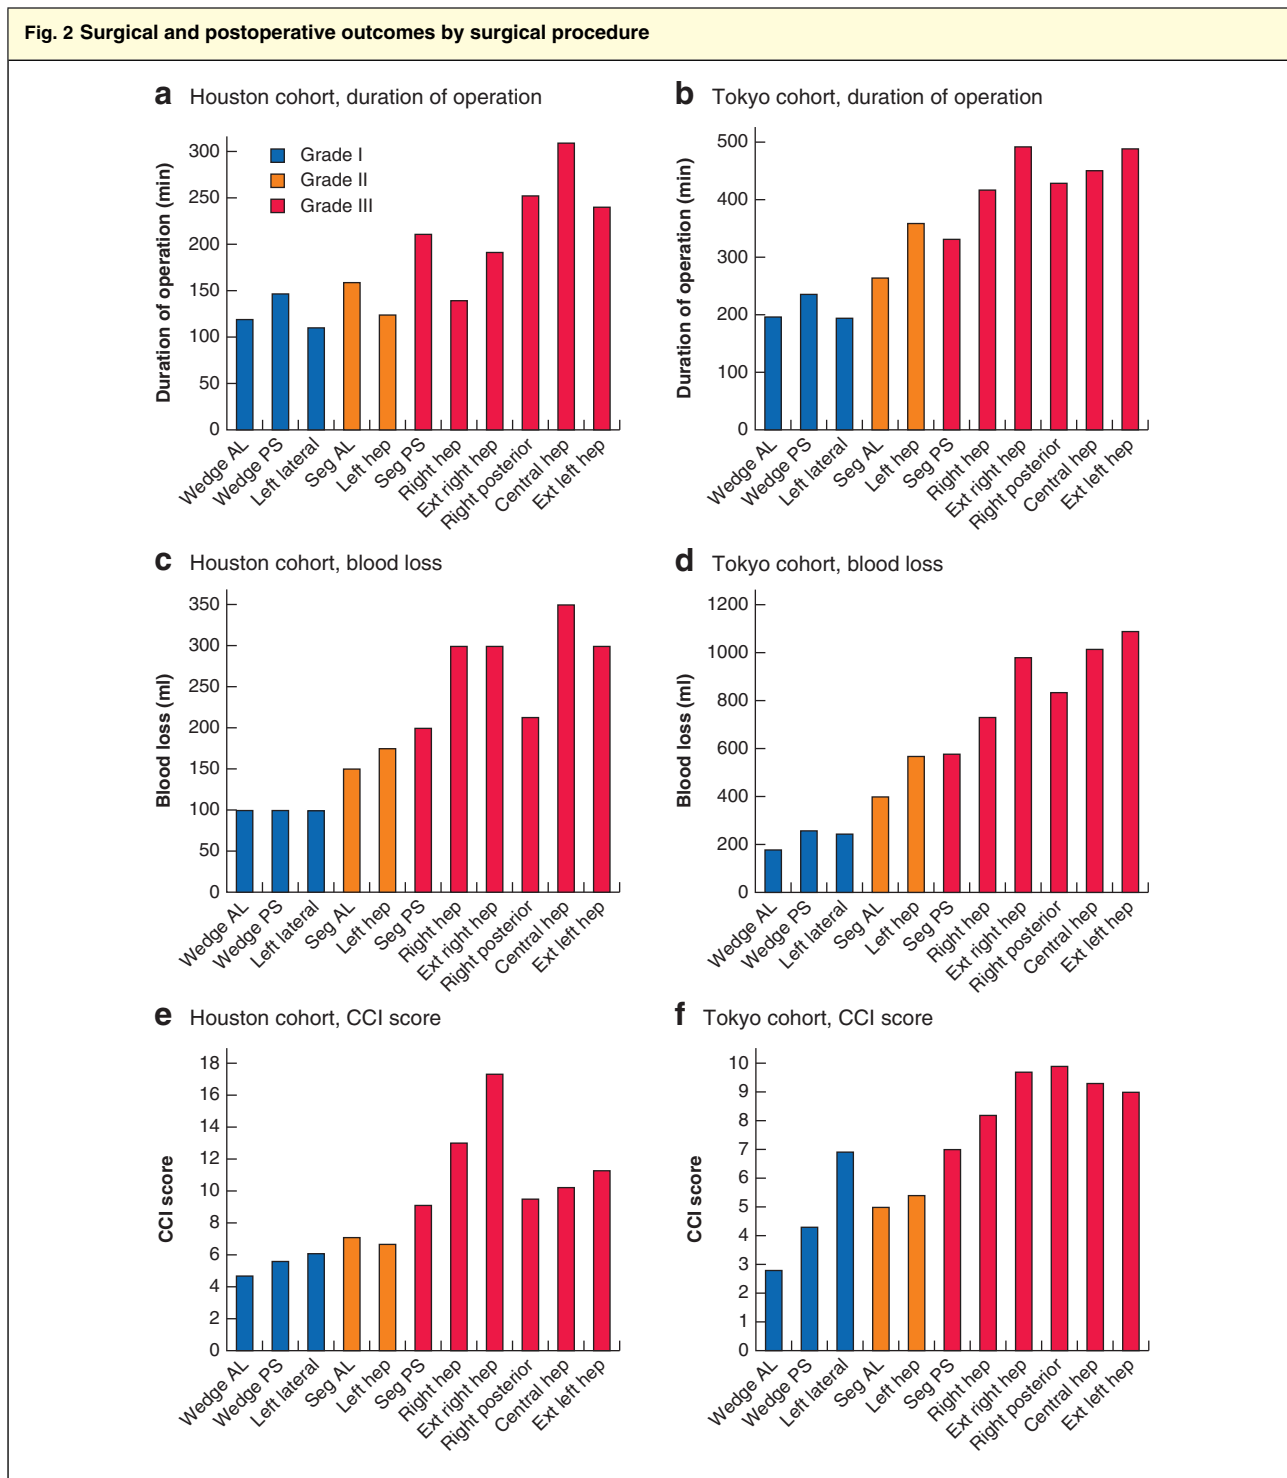 Fig. 2 Surgical and postoperative outcomes by surgical procedure
a Houston cohort, duration of operation
Duration of operation (min)
300
250
200
150
100
50
0
Grade I
Grade II
Grade III
Wedge AL
Wedge PS
Left lateral
Seg AL
Left hep
Seg PS
Right hep
Ext right hep
Right posterior
Central hep
Ext left hep
b Tokyo cohort, duration of operation
Duration of operation (min)
500
400
300
200
100
0
Wedge AL
Wedge PS
Left lateral
Seg AL
Left hep
Seg PS
Right hep
Ext right hep
Right posterior
Central hep
Ext left hep
c Houston cohort, blood loss
Blood loss (ml)
350
300
250
200
150
100
50
0
Wedge AL
Wedge PS
Left lateral
Seg AL
Left hep
Seg PS
Right hep
Ext right hep
Right posterior
Central hep
Ext left hep
d Tokyo cohort, blood loss
Blood loss (ml)
1200
1000
800
600
400
200
0
Wedge AL
Wedge PS
Left lateral
Seg AL
Left hep
Seg PS
Right hep
Ext right hep
Right posterior
Central hep
Ext left hep
e Houston cohort, CCI score
CCI score
18
16
14
12
10
8
6
4
2
0
Wedge AL
Wedge PS
Left lateral
Seg AL
Left hep
Seg PS
Right hep
Ext right hep
Right posterior
Central hep
Ext left hep
f Tokyo cohort, CCI score
CCI score
10
9
8
7
6
5
4
3
2
1
0
Wedge AL
Wedge PS
Left lateral
Seg AL
Left hep
Seg PS
Right hep
Ext right hep
Right posterior
Central hep
Ext left hep